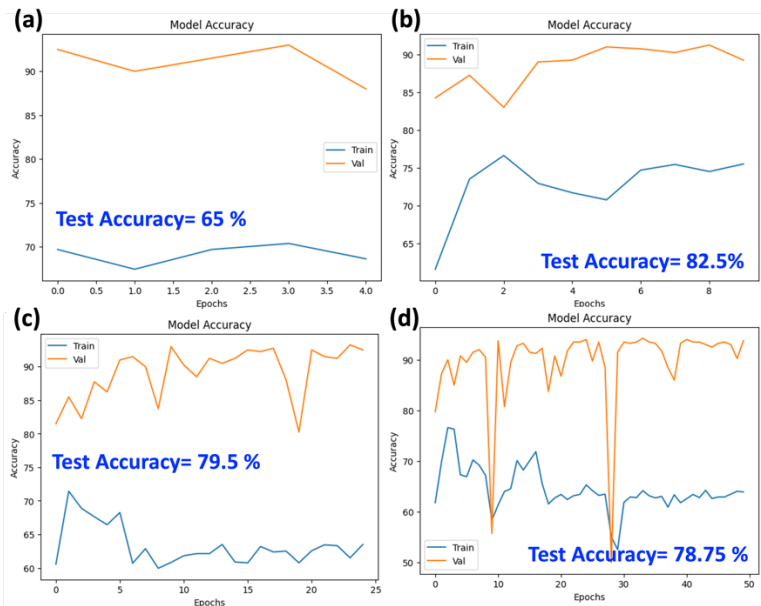 (a)
Model Accuracy
Accuracy
90
85
80
75
70
Train
Val
Test Accuracy= 65 %
0.0 0.5 1.0 1.5 2.0 2.5 3.0 3.5 4.0
Epochs
(b)
Model Accuracy
Accuracy
90
85
80
75
70
65
Train
Val
Test Accuracy= 82.5%
0 2 4 6 8
Epochs
(c)
Model Accuracy
Accuracy
90
85
80
75
70
65
60
Train
Val
Test Accuracy= 79.5 %
0 5 10 15 20 25
Epochs
(d)
Model Accuracy
Accuracy
90
80
70
60
50
Train
Val
Test Accuracy= 78.75 %
0 10 20 30 40 50
Epochs